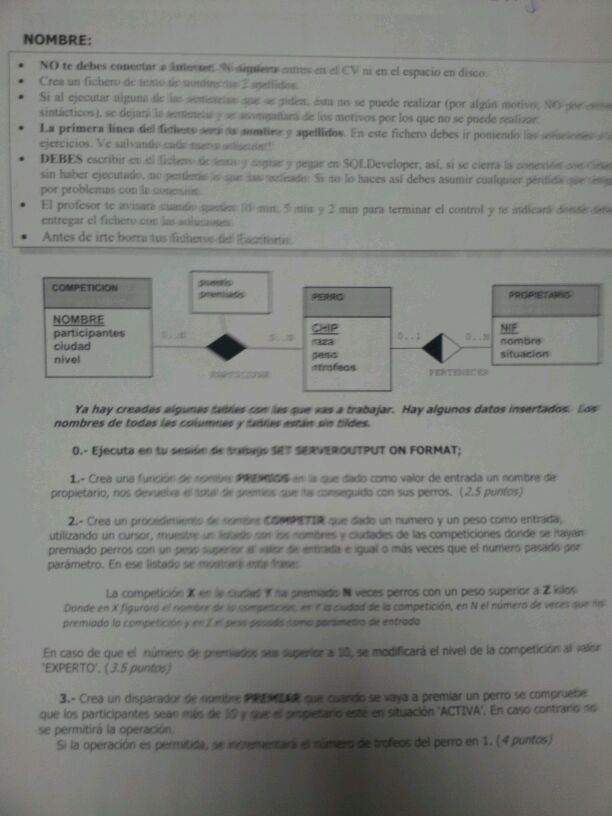 NOMBRE:
NO te debes conectar a internet. Ni siquiera entres en el CV ni en el espacio en disco.
Crea un fichero de texto de nombre tus 2 apellidos.
Si al ejecutar alguna de las sentencias que se piden, ésta no se puede realizar (por algún motivo, NO por
sintácticos), se dejará la sentencia y se acompañará de los motivos por los que no se puede realizar.
La primera línea del fichero será tu nombre y apellidos. En este fichero debes ir poniendo las soluciones
ejercicios. Ve salvando cada nueva solución!!
DEBES escribir en el fichero de texto y copiar y pegar en SQLDeveloper, así, si se cierra la conexión con
sin haber ejecutado, no perderás lo que has tecleado. Si no lo haces así debes asumir cualquier pérdida que
por problemas con la conexión.
El profesor te avisará cuando queden 10 min, 5 min y 2 min para terminar el control y te indicará donde debes
entregar el fichero con las soluciones.
Antes de irte borra tus ficheros del Escritorio.
COMPETICION
NOMBRE
participantes
ciudad
nivel
puesto
premiado
PERRO
CHIP
raza
peso
ntrofeos
PROPIETARIO
NIF
nombre
situacion
0..N
0..N
PARTICIPAR
0..1
0..N
PERTENECER
Ya hay creadas algunas tablas con las que vas a trabajar. Hay algunos datos insertados. Los
nombres de todas las columnas y tablas están sin tildes.
0.- Ejecuta en tu sesión de trabajo SET SERVEROUTPUT ON FORMAT;
1.- Crea una función de nombre PREMIOS en la que dado como valor de entrada un nombre de
propietario, nos devuelva el total de premios que ha conseguido con sus perros. (2.5 puntos)
2.- Crea un procedimiento de nombre COMPETIR que dado un numero y un peso como entrada,
utilizando un cursor, muestre un listado con los nombres y ciudades de las competiciones donde se hayan
premiado perros con un peso superior al valor de entrada e igual o más veces que el numero pasado por
parámetro. En ese listado se mostrará esta frase:
La competición X en la ciudad Y ha premiado N veces perros con un peso superior a Z kilos
Donde en X figurará el nombre de la competición, en Y la ciudad de la competición, en N el número de veces que ha
premiado la competición y en Z el peso pasado como parámetro de entrada
En caso de que el número de premiados sea superior a 10, se modificará el nivel de la competición al valor
'EXPERTO'. (3.5 puntos)
3.- Crea un disparador de nombre PREMIAR que cuando se vaya a premiar un perro se compruebe
que los participantes sean más de 10 y que el propietario esté en situación 'ACTIVA'. En caso contrario no
se permitirá la operación.
Si la operación es permitida, se incrementará el número de trofeos del perro en 1. (4 puntos)